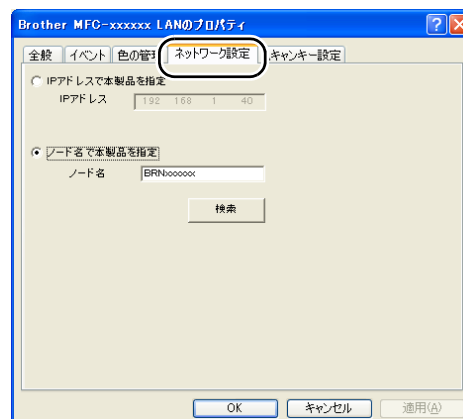 Brother MFC-xxxxxx LANのプロパティ
全般 イベント 色の管理 ネットワーク設定 キャンキー設定
IPアドレスで本製品を指定
IPアドレス 192 168 1 40
ノード名で本製品を指定
ノード名 BRNxxxxxx
検索
OK キャンセル 適用(A)